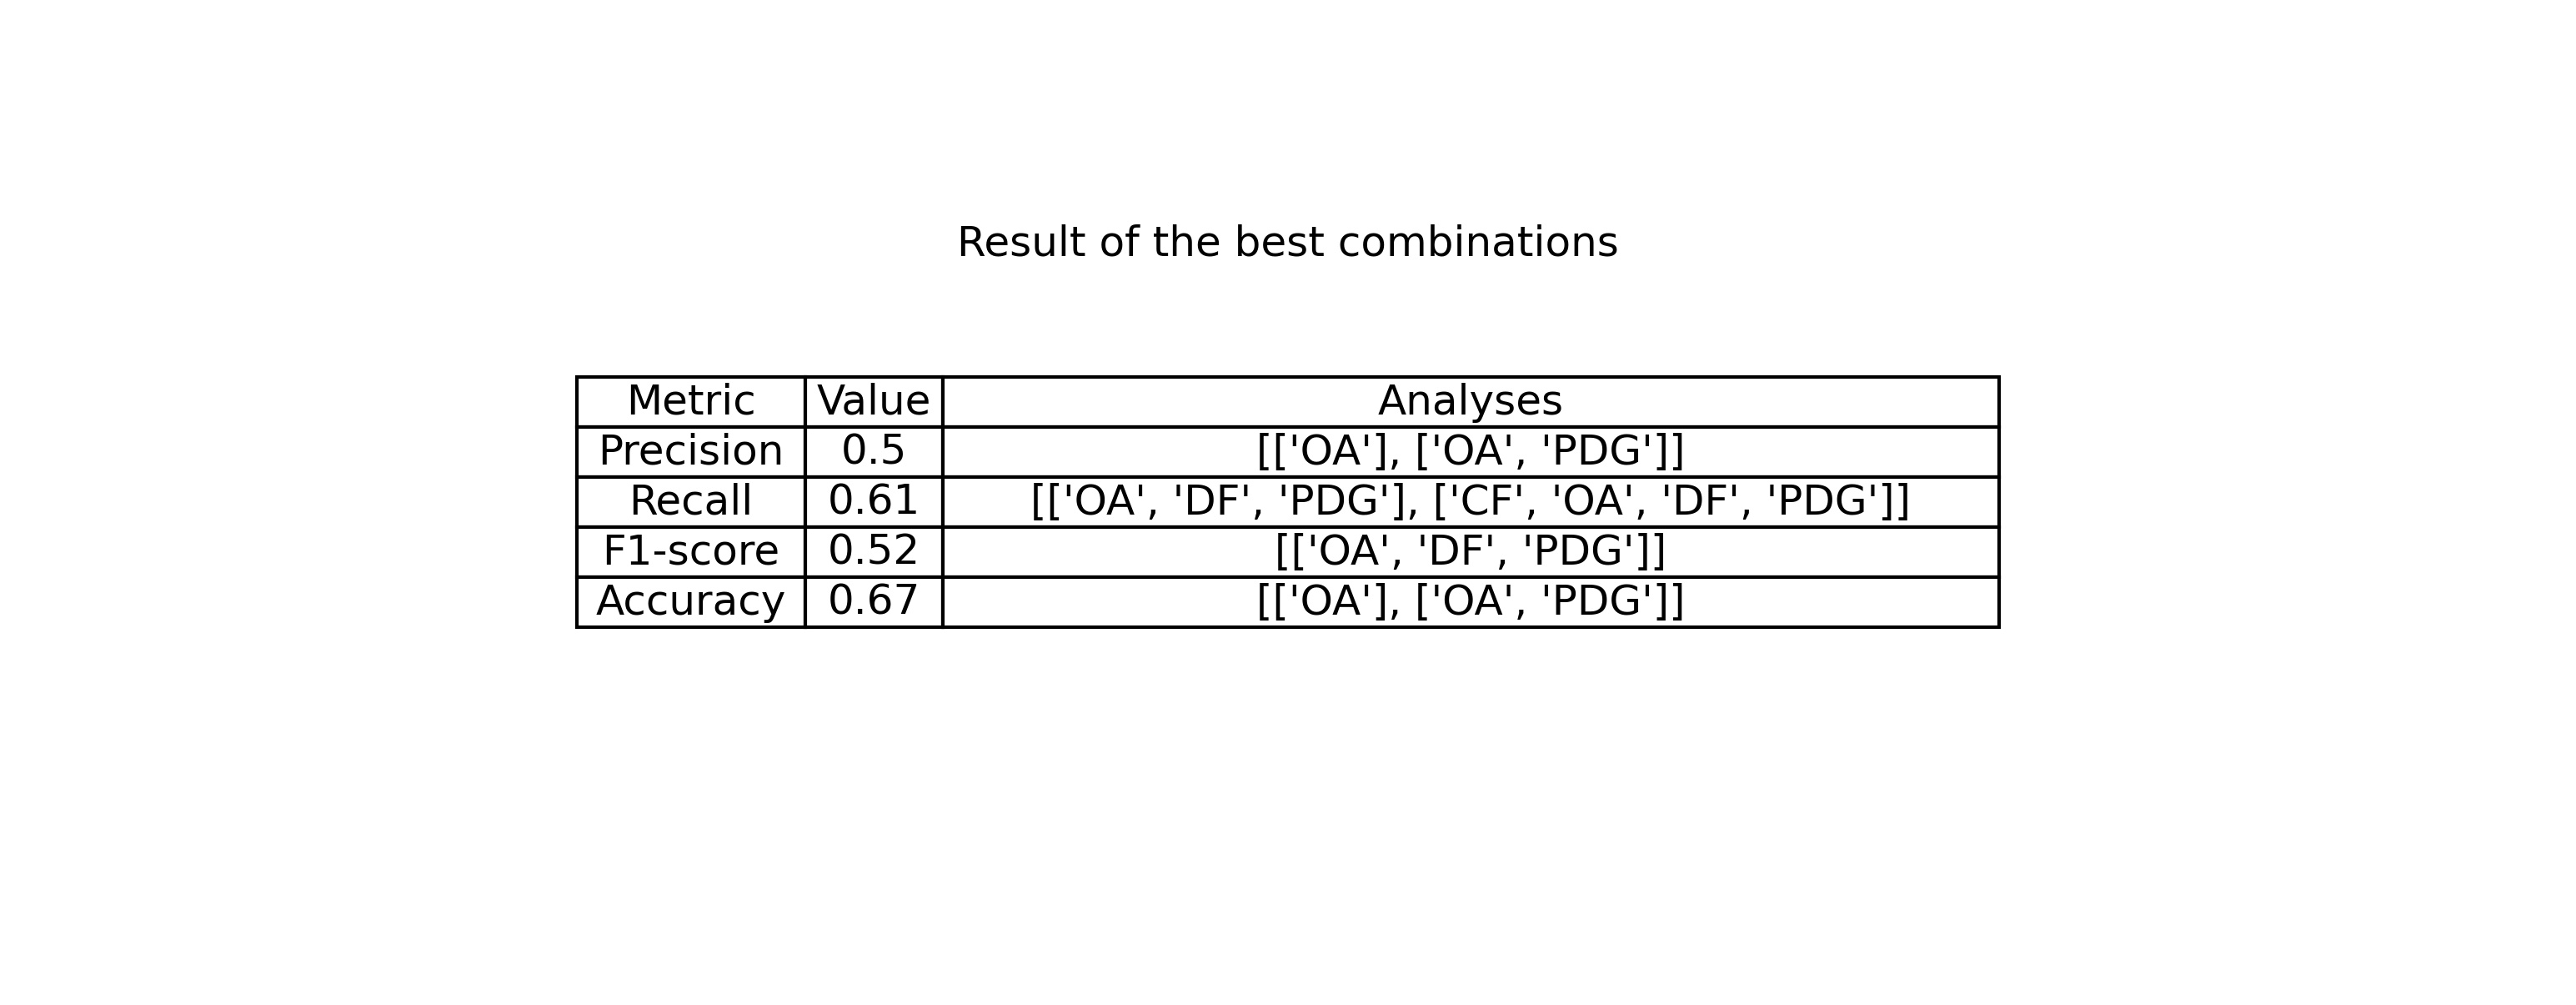 Result of the best combinations
Metric Value Analyses
Precision 0.5 [['OA'], ['OA', 'PDG']]
Recall 0.61 [['OA', 'DF', 'PDG'], ['CF', 'OA', 'DF', 'PDG']]
F1-score 0.52 [['OA', 'DF', 'PDG']]
Accuracy 0.67 [['OA'], ['OA', 'PDG']]